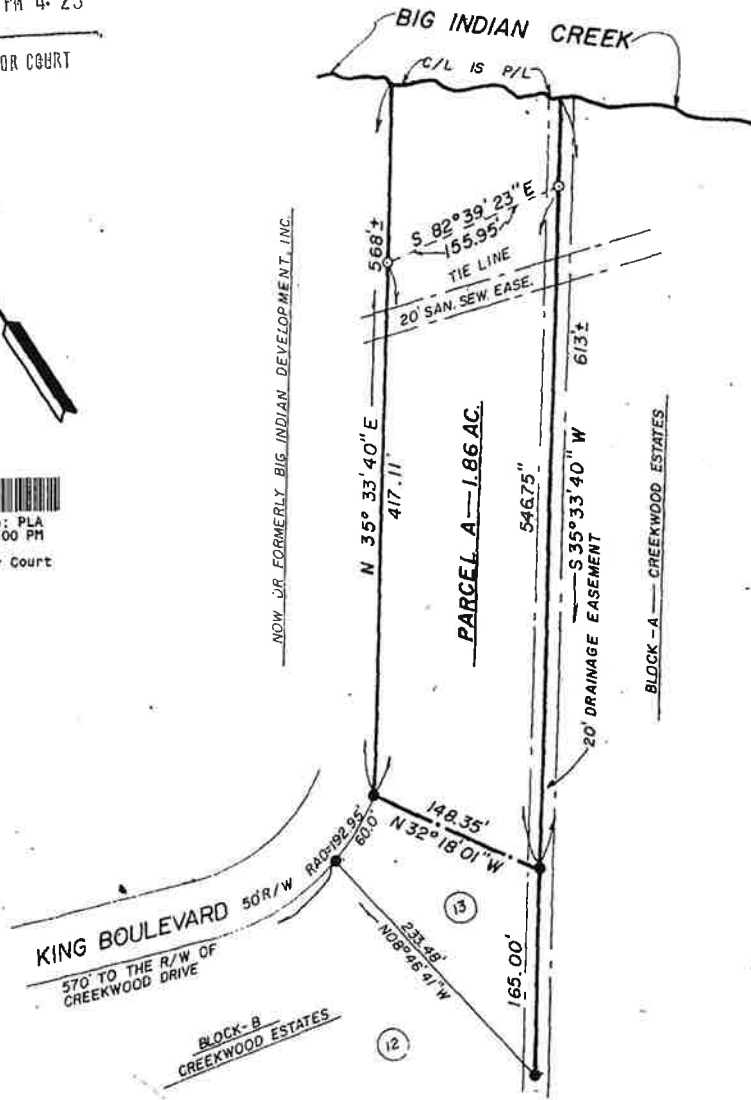 PM 4: 23
OR COURT
BIG INDIAN CREEK
C/L IS P/L
S 82°39'23" E
155.95'
TIE LINE
20' SAN. SEW. EASE.
568'±
613'±
NOW OR FORMERLY BIG INDIAN DEVELOPMENT, INC.
N 35° 33' 40" E
417.11'
PARCEL A — 1.86 AC.
546.75"
S 35° 33' 40" W
20' DRAINAGE EASEMENT
BLOCK - A — CREEKWOOD ESTATES
: PLA
00 PM
Court
148.35'
N 32° 18' 01" W
RAD=192.95'
60.0'
KING BOULEVARD 50' R/W
570' TO THE R/W OF
CREEKWOOD DRIVE
13
233.48'
N08°46'41"W
165.00'
BLOCK - B
CREEKWOOD ESTATES
12